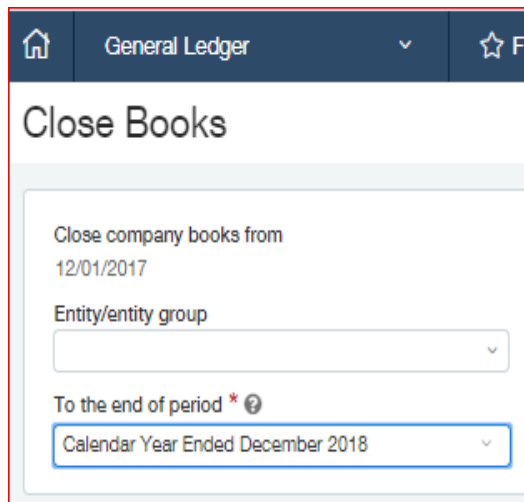 General Ledger
F
Close Books
Close company books from
12/01/2017
Entity/entity group
To the end of period *
Calendar Year Ended December 2018